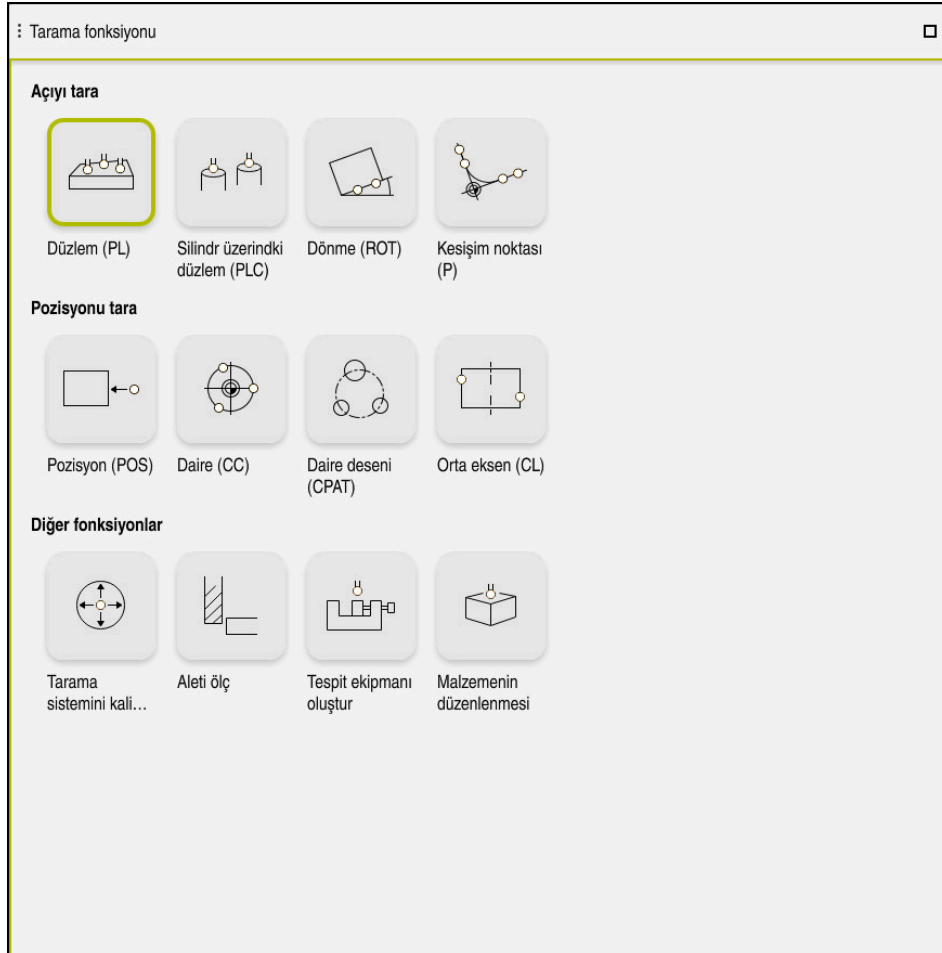 Tarama fonksiyonu
Açıyı tara
Düzlem (PL)
Silindr üzerindki
düzlem (PLC)
Dönme (ROT)
Kesişim noktası
(P)
Pozisyonu tara
Pozisyon (POS)
Daire (CC)
Daire deseni
(CPAT)
Orta eksen (CL)
Diğer fonksiyonlar
Tarama
sistemini kali…
Aleti ölç
Tespit ekipmanı
oluştur
Malzemenin
düzenlenmesi